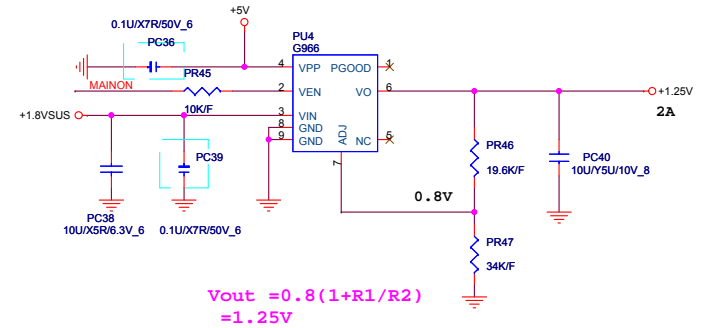 +5V
0.1U/X7R/50V_6
PC36
PU4
G966
4
VPP
PGOOD
1
MAINON
PR45
10K/F
2
VEN
VO
6
+1.25V
2A
+1.8VSUS
3
VIN
8
GND
9
GND
ADJ
NC
5
7
PC39
PR46
19.6K/F
PC40
10U/Y5U/10V_8
0.8V
PC38
10U/X5R/6.3V_6
0.1U/X7R/50V_6
PR47
34K/F
Vout =0.8(1+R1/R2)
=1.25V